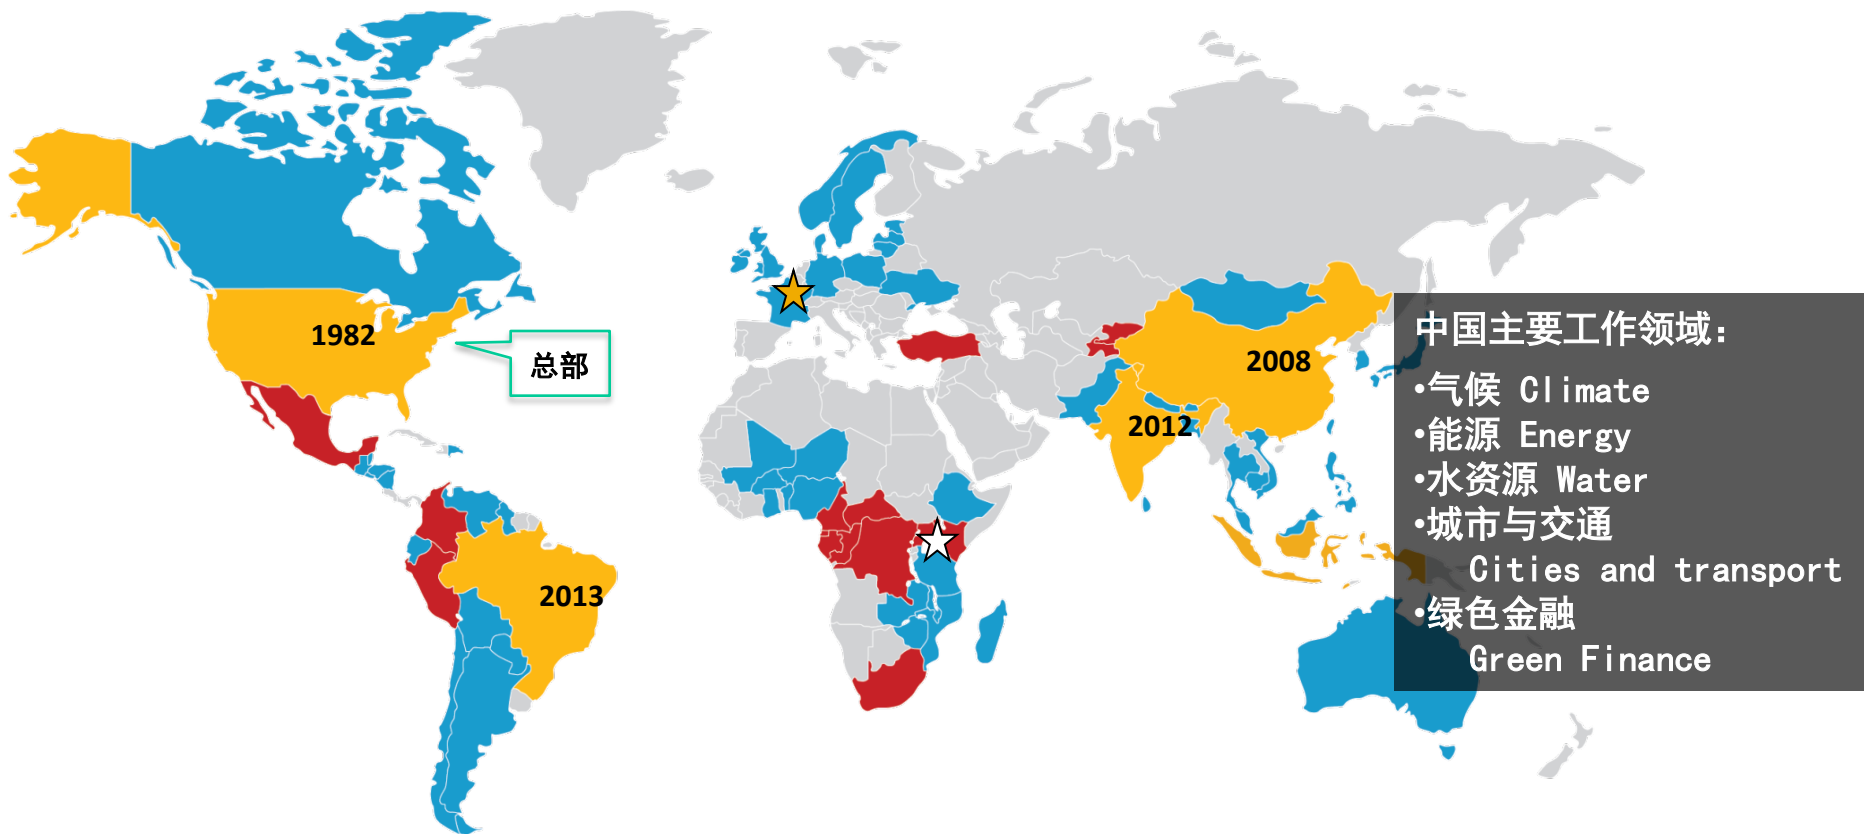 1982
总部
2013
2008
2012
中国主要工作领域：
•气候 Climate
•能源 Energy
•水资源 Water
•城市与交通
Cities and transport
•绿色金融
Green Finance